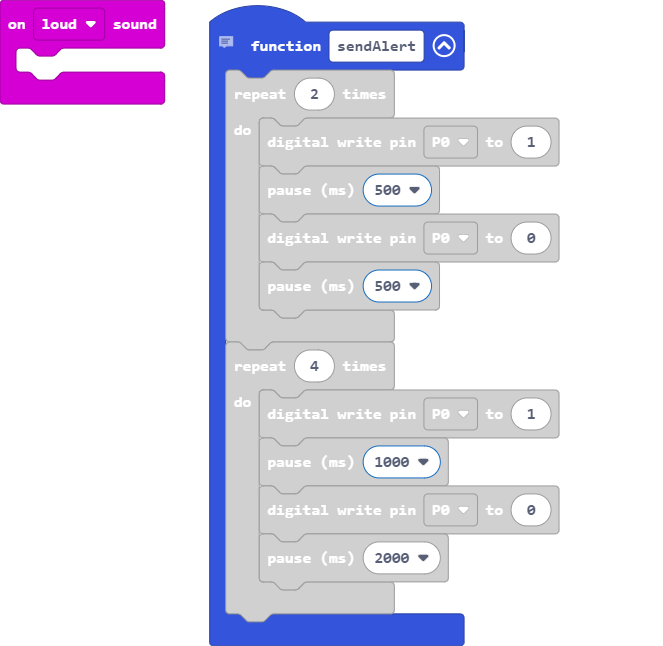 on loud sound
function sendAlert
repeat 2 times
do
digital write pin P0 to 1
pause (ms) 500
digital write pin P0 to 0
pause (ms) 500
repeat 4 times
do
digital write pin P0 to 1
pause (ms) 1000
digital write pin P0 to 0
pause (ms) 2000